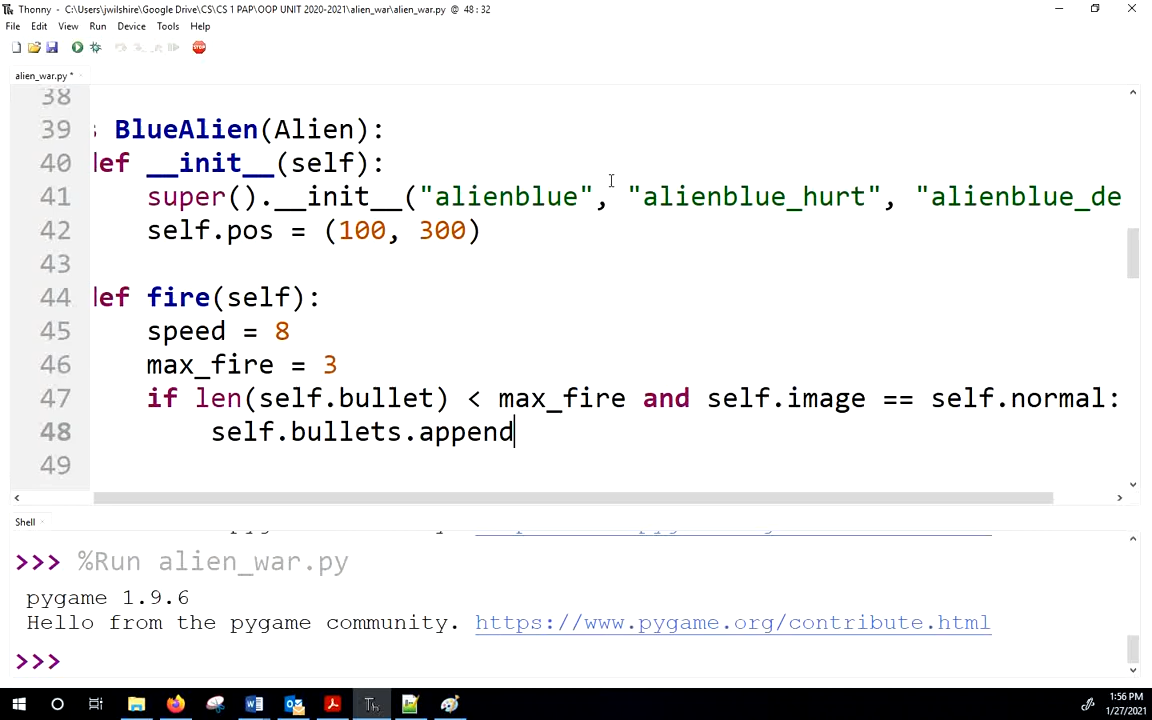 Thonny - C:\Users\jwilshire\Google Drive\CS\CS 1 PAP\OOP UNIT 2020-2021\alien_war\alien_war.py @ 48 : 32
File Edit View Run Device Tools Help
STOP
alien_war.py *
38
39 BlueAlien(Alien):
40 def __init__(self):
41 super().__init__("alienblue", "alienblue_hurt", "alienblue_de
42 self.pos = (100, 300)
43
44 def fire(self):
45 speed = 8
46 max_fire = 3
47 if len(self.bullet) < max_fire and self.image == self.normal:
48 self.bullets.append
49
Shell
>>> %Run alien_war.py
pygame 1.9.6
Hello from the pygame community. https://www.pygame.org/contribute.html
>>>
1:56 PM
1/27/2021